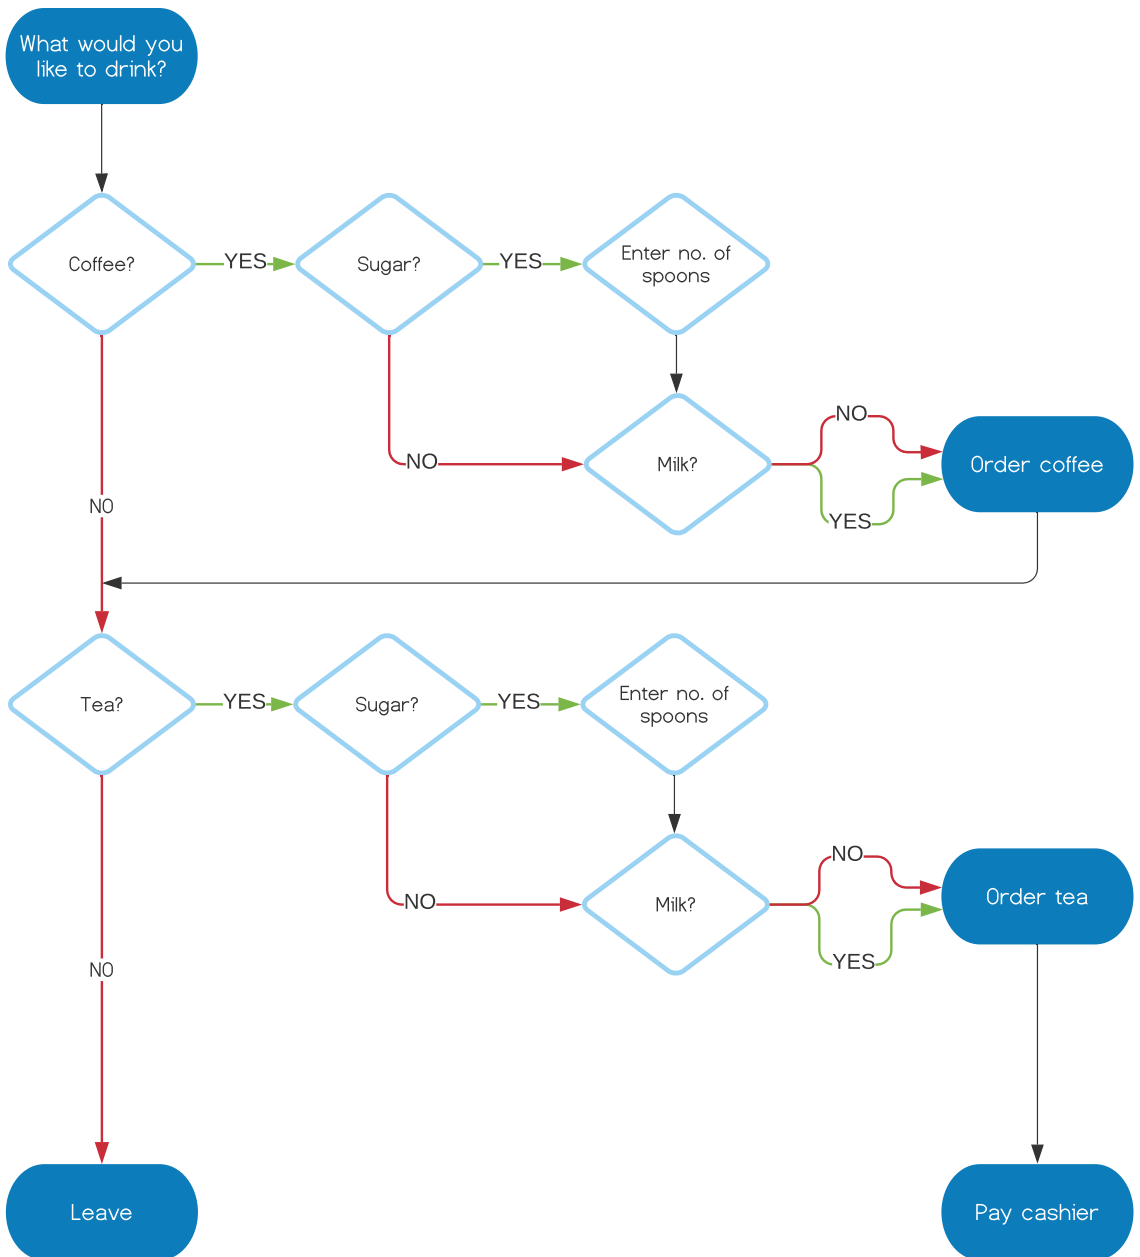 What would you
like to drink?
Coffee?
YES
Sugar?
YES
Enter no. of
spoons
NO
Milk?
NO
YES
Order coffee
NO
Tea?
YES
Sugar?
YES
Enter no. of
spoons
NO
Milk?
NO
YES
Order tea
NO
Leave
Pay cashier